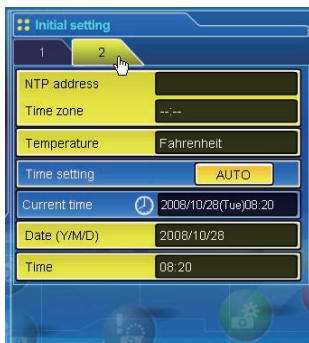 Initial setting
1 2
NTP address
Time zone --:--
Temperature Fahrenheit
Time setting AUTO
Current time 2008/10/28(Tue)08:20
Date (Y/M/D) 2008/10/28
Time 08:20